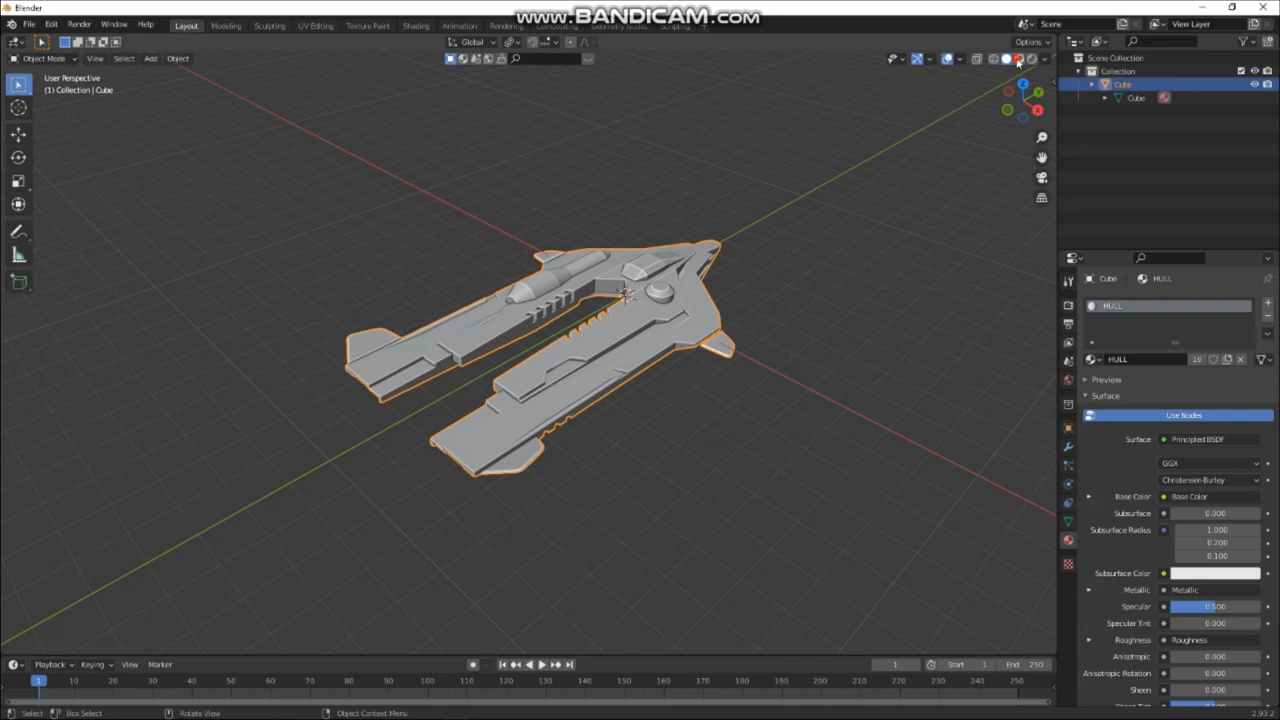 Blender
www.BANDICAM.com
File Edit Render Window Help Layout Modeling Sculpting UV Editing Texture Paint Shading Animation Rendering Compositing Geometry Nodes Scripting Scene View Layer
Global Options
Object Mode View Select Add Object
User Perspective
(1) Collection | Cube
Scene Collection
Collection
Cube
Cube
Y
X
Cube HULL
HULL
HULL 10
Preview
Surface
Use Nodes
Surface Principled BSDF
GGX
Christensen-Burley
Base Color Base Color
Subsurface 0.000
Subsurface Radius 1.000
0.200
0.100
Subsurface Color
Metallic Metallic
Specular 0.500
Specular Tint 0.000
Roughness Roughness
Anisotropic 0.000
Anisotropic Rotation 0.000
Sheen 0.000
Playback Keying View Marker 1 Start 1 End 250
1 10 20 30 40 50 60 70 80 90 100 110 120 130 140 150 160 170 180 190 200 210 220 230 240 250
Select Box Select Rotate View Object Context Menu 2.93.2